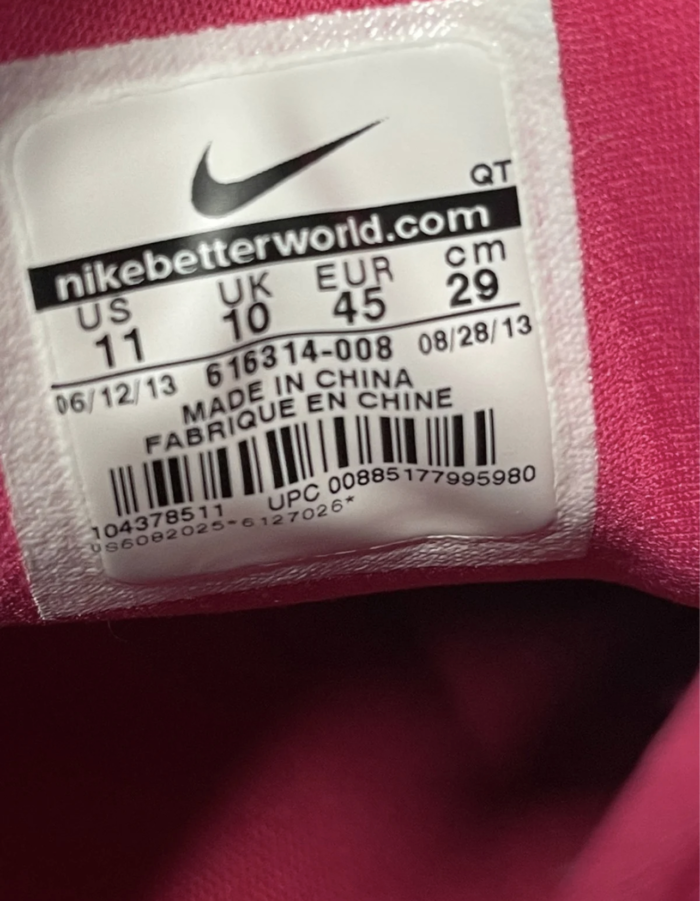 QT
nikebetterworld.com
US UK EUR cm
11 10 45 29
06/12/13 616314-008 08/28/13
MADE IN CHINA
FABRIQUE EN CHINE
104378511 UPC 00885177995980
0S6082025-6127026*